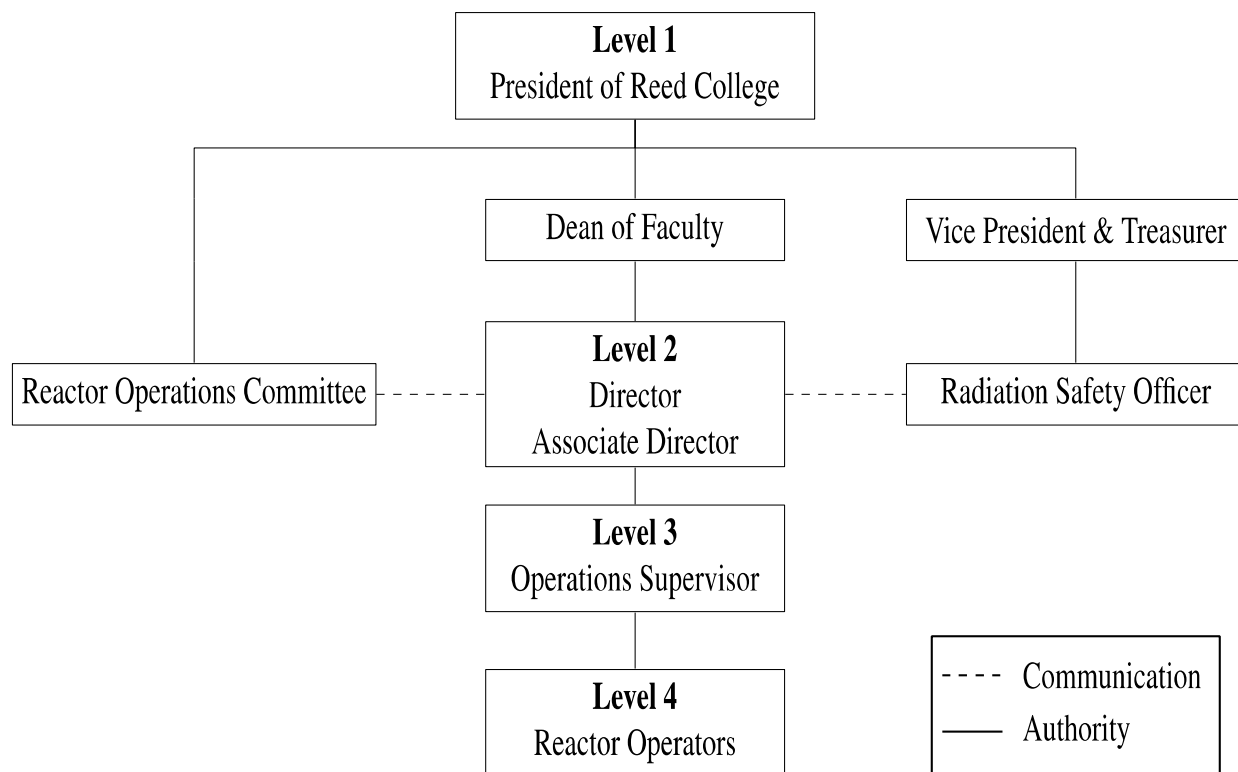 Level 1
President of Reed College
Dean of Faculty
Vice President & Treasurer
Reactor Operations Committee
Level 2
Director
Associate Director
Radiation Safety Officer
Level 3
Operations Supervisor
Level 4
Reactor Operators
Communication
Authority